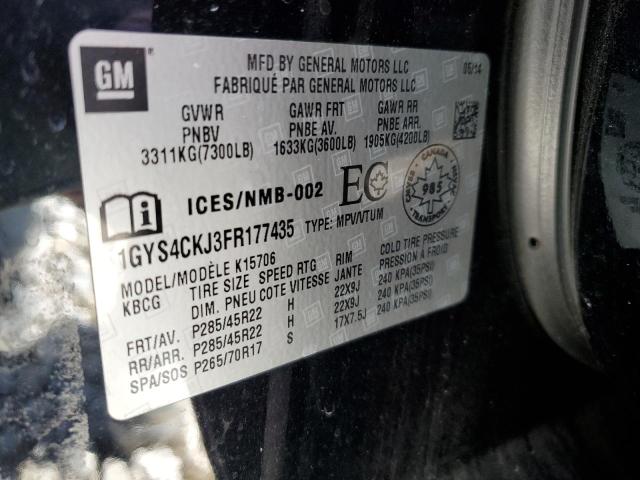 GM
MFD BY GENERAL MOTORS LLC 05/14
FABRIQUÉ PAR GENERAL MOTORS LLC
GVWR GAWR FRT GAWR RR
PNBV PNBE AV. PNBE ARR.
3311KG(7300LB) 1633KG(3600LB) 1905KG(4200LB)
ICES/NMB-002 EC
CANADA
985
TRANSPORT
1GYS4CKJ3FR177435 TYPE: MPV/VTUM
MODEL/MODÈLE K15706
KBCG TIRE SIZE SPEED RTG RIM COLD TIRE PRESSURE
DIM. PNEU COTE VITESSE JANTE PRESSION À FROID
FRT/AV. P285/45R22 H 22X9J 240 KPA(35PSI)
RR/ARR. P285/45R22 H 22X9J 240 KPA(35PSI)
SPA/SOS P265/70R17 S 17X7.5J 240 KPA(35PSI)